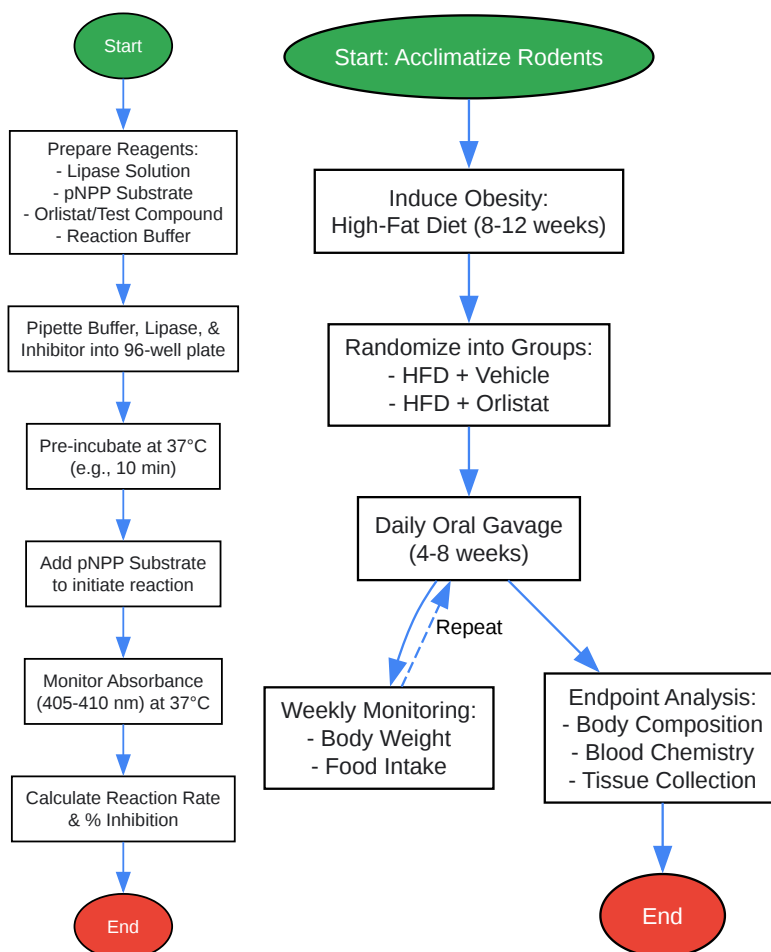 Start
Prepare Reagents:
- Lipase Solution
- pNPP Substrate
- Orlistat/Test Compound
- Reaction Buffer
Pipette Buffer, Lipase, &
Inhibitor into 96-well plate
Pre-incubate at 37°C
(e.g., 10 min)
Add pNPP Substrate
to initiate reaction
Monitor Absorbance
(405-410 nm) at 37°C
Calculate Reaction Rate
& % Inhibition
End
Start: Acclimatize Rodents
Induce Obesity:
High-Fat Diet (8-12 weeks)
Randomize into Groups:
- HFD + Vehicle
- HFD + Orlistat
Daily Oral Gavage
(4-8 weeks)
Repeat
Weekly Monitoring:
- Body Weight
- Food Intake
Endpoint Analysis:
- Body Composition
- Blood Chemistry
- Tissue Collection
End